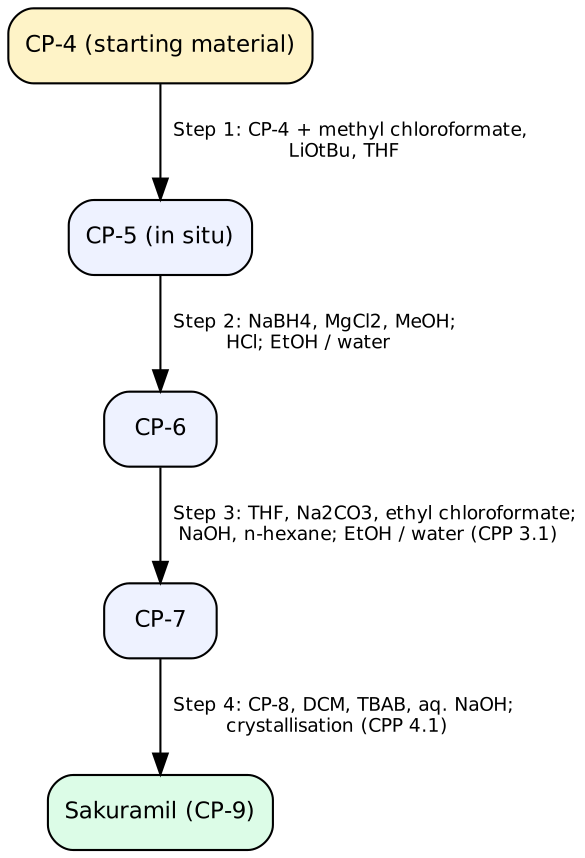 CP-4 (starting material)
Step 1: CP-4 + methyl chloroformate,
LiOtBu, THF
CP-5 (in situ)
Step 2: NaBH4, MgCl2, MeOH;
HCl; EtOH / water
CP-6
Step 3: THF, Na2CO3, ethyl chloroformate;
NaOH, n-hexane; EtOH / water (CPP 3.1)
CP-7
Step 4: CP-8, DCM, TBAB, aq. NaOH;
crystallisation (CPP 4.1)
Sakuramil (CP-9)